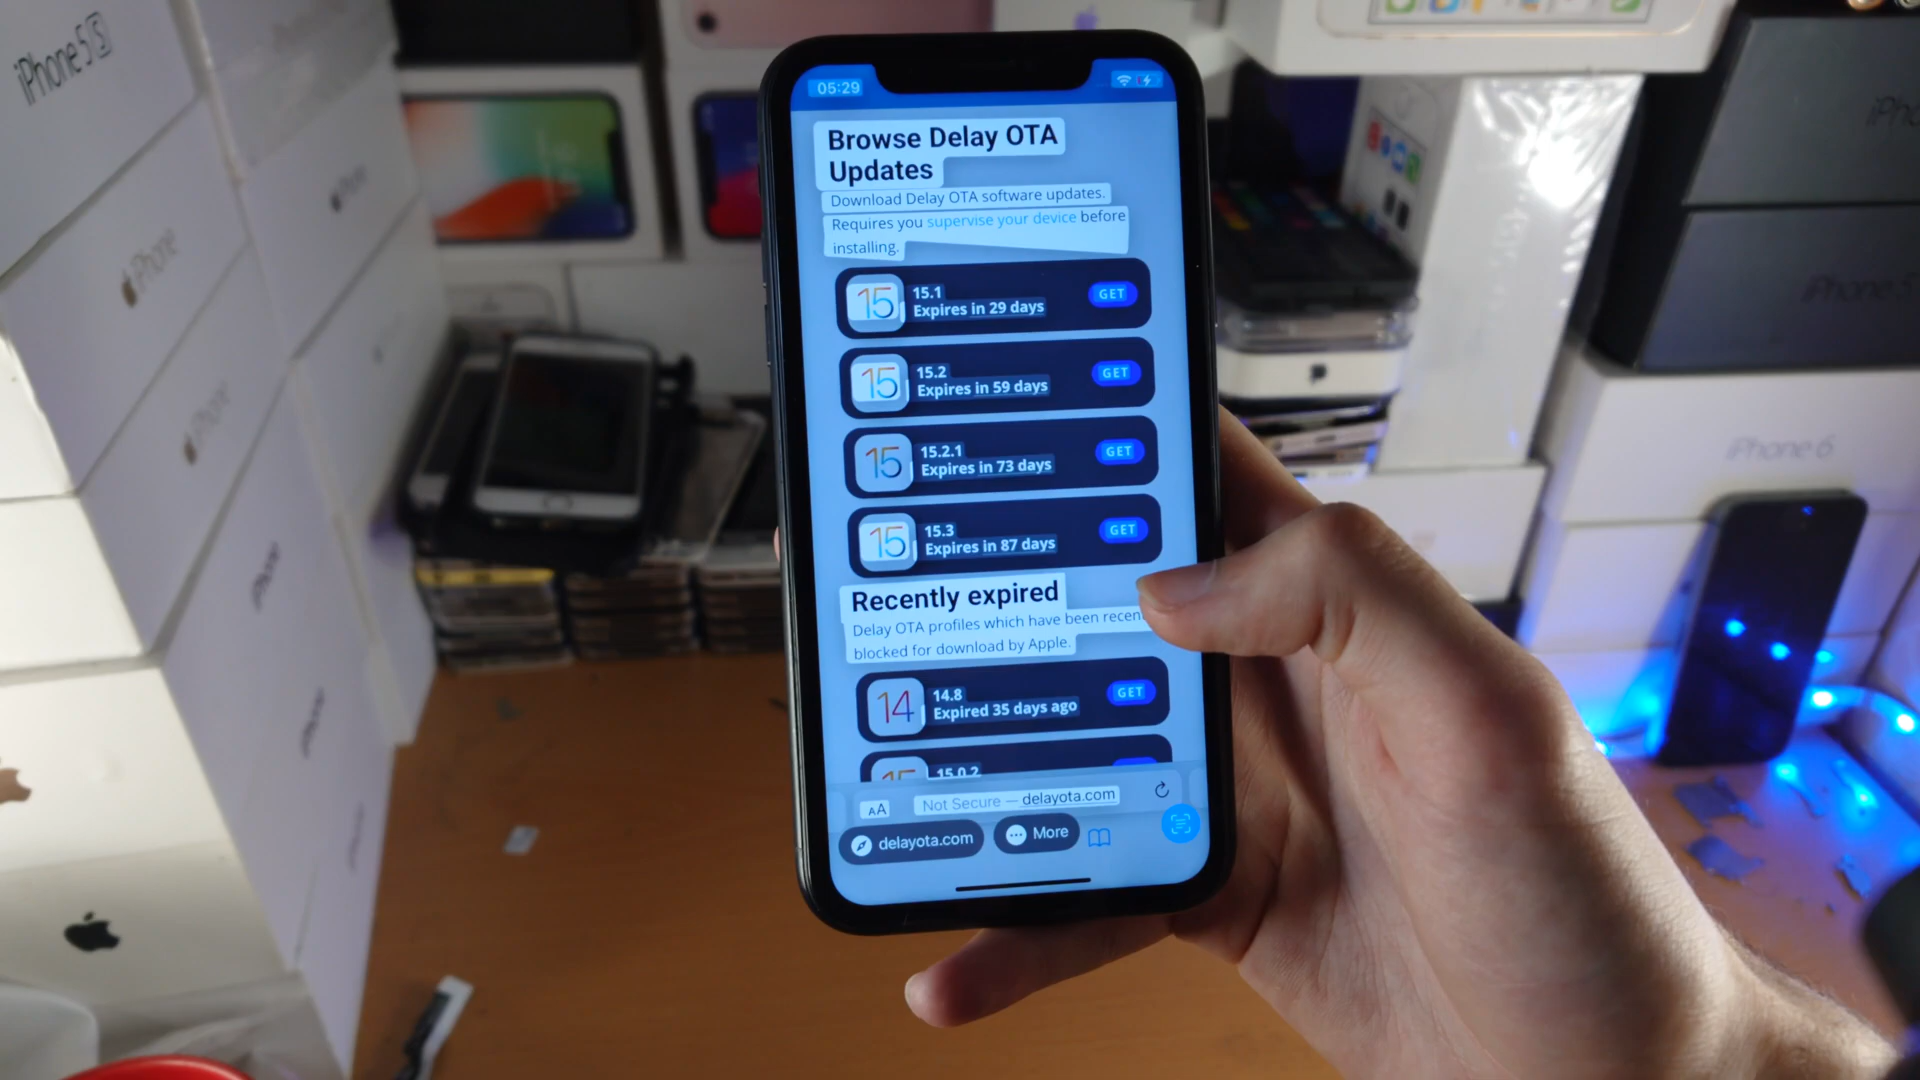 iPhone 5S
iPhone
iPhone
iPhone 6
05:29
Browse Delay OTA
Updates
Download Delay OTA software updates.
Requires you supervise your device before
installing.
15
15.1
Expires in 29 days
GET
15
15.2
Expires in 59 days
GET
15
15.2.1
Expires in 73 days
GET
15
15.3
Expires in 87 days
GET
Recently expired
Delay OTA profiles which have been
blocked for download by Apple.
14
14.8
Expired 35 days ago
GET
15.0.2
AA
Not Secure — delayota.com
delayota.com
More